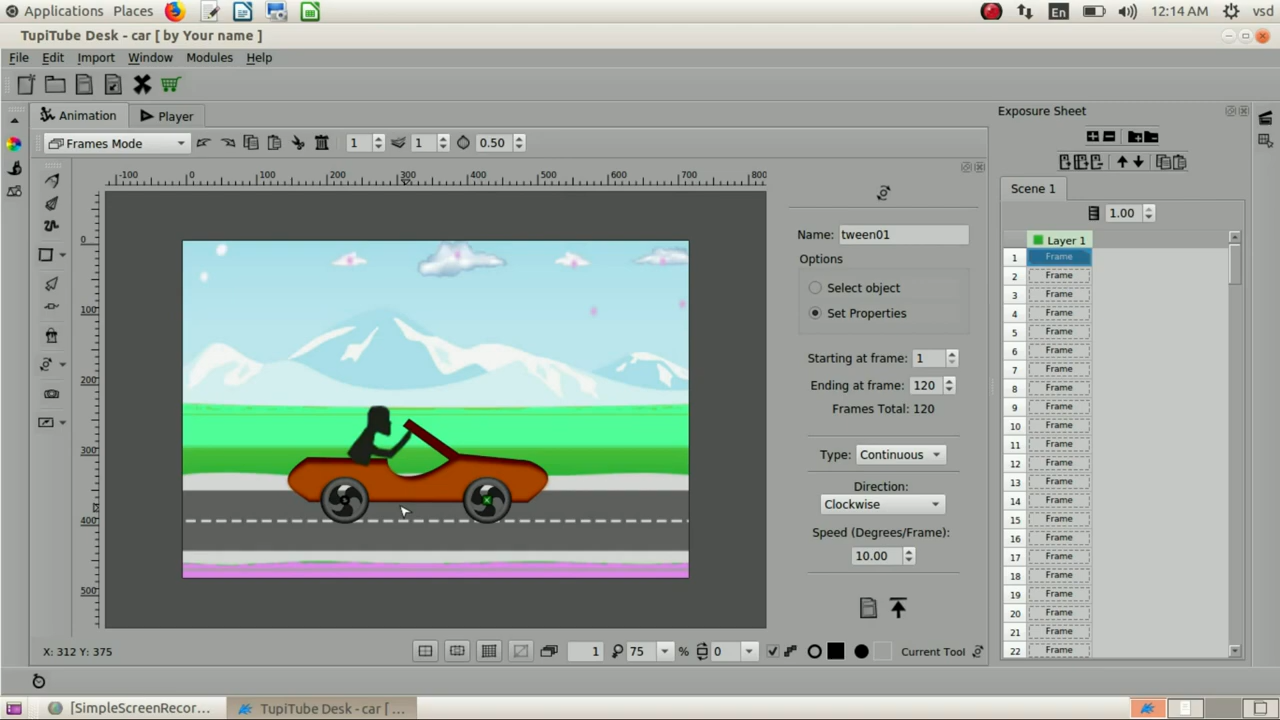 Applications Places En 12:14 AM vsd
TupiTube Desk - car [ by Your name ]
File Edit Import Window Modules Help
Animation Player
Exposure Sheet
Frames Mode 1 1 0.50
-100 0 100 200 300 400 500 600 700 800
0
100
200
300
400
500
Name: tween01
Options
Select object
Set Properties
Starting at frame: 1
Ending at frame: 120
Frames Total: 120
Type: Continuous
Direction:
Clockwise
Speed (Degrees/Frame):
10.00
Scene 1
1.00
Layer 1
1 Frame
2 Frame
3 Frame
4 Frame
5 Frame
6 Frame
7 Frame
8 Frame
9 Frame
10 Frame
11 Frame
12 Frame
13 Frame
14 Frame
15 Frame
16 Frame
17 Frame
18 Frame
19 Frame
20 Frame
21 Frame
22 Frame
X: 312 Y: 375 1 75 % 0 Current Tool
[SimpleScreenRecor... TupiTube Desk - car [ ...